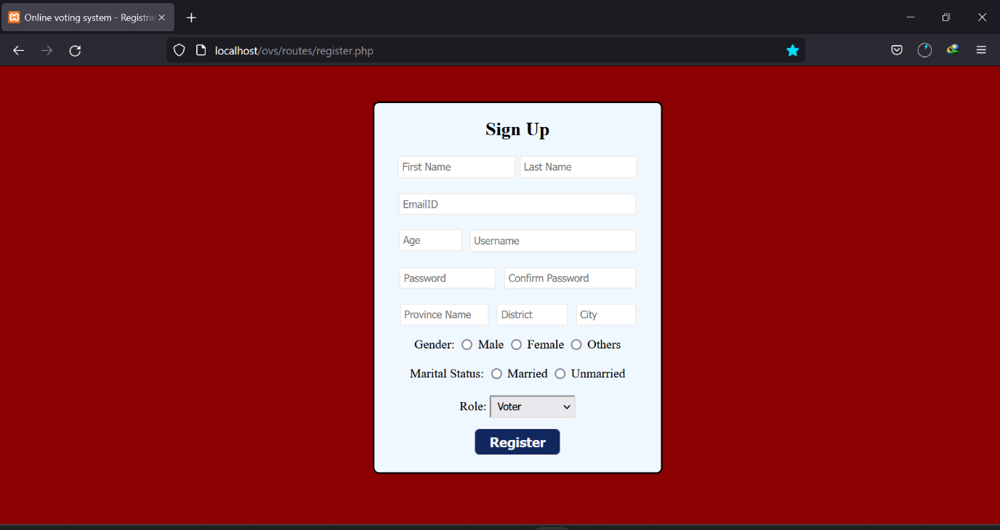 Online voting system - Registrat
localhost/ovs/routes/register.php
Sign Up
First Name Last Name
EmailID
Age Username
Password Confirm Password
Province Name District City
Gender: Male Female Others
Marital Status: Married Unmarried
Role: Voter
Register